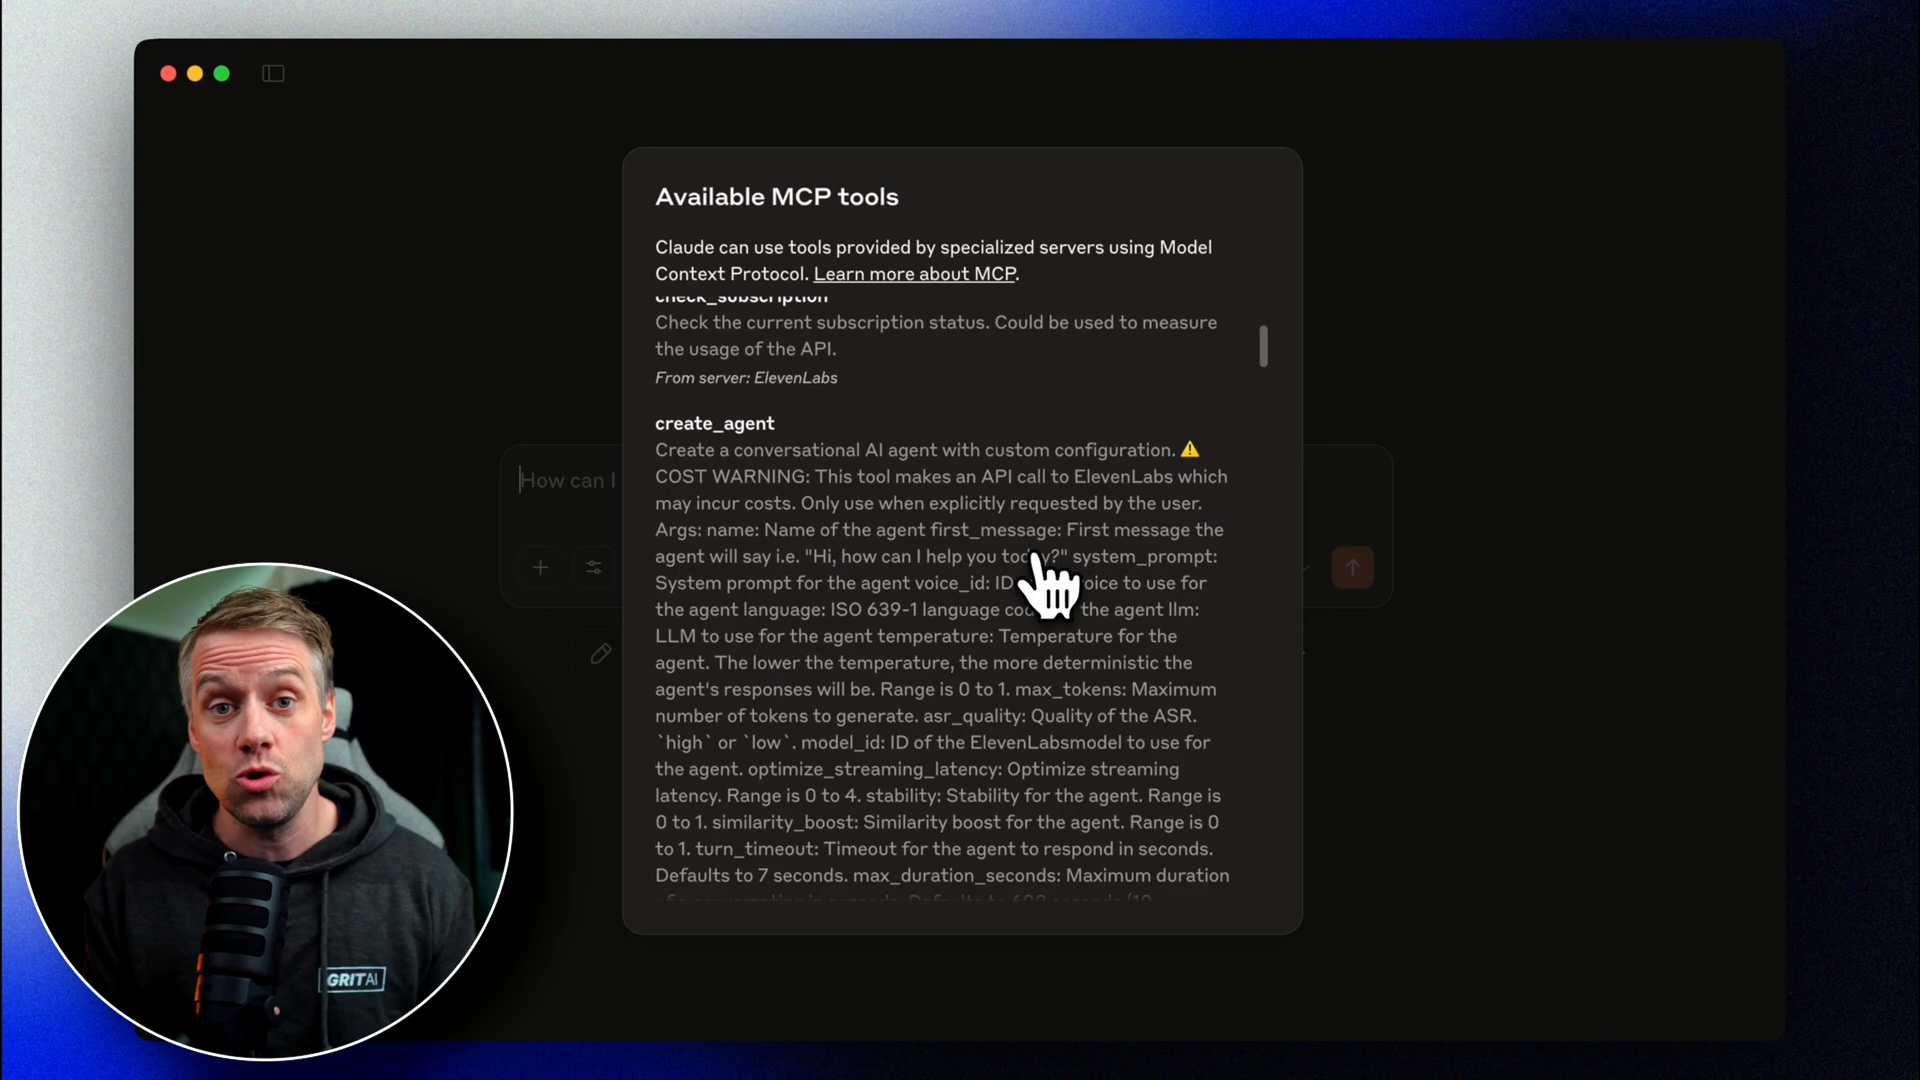 Available MCP tools
Claude can use tools provided by specialized servers using Model
Context Protocol. Learn more about MCP.
check_subscription
Check the current subscription status. Could be used to measure
the usage of the API.
From server: ElevenLabs
create_agent
Create a conversational AI agent with custom configuration. ⚠️
COST WARNING: This tool makes an API call to ElevenLabs which
may incur costs. Only use when explicitly requested by the user.
Args: name: Name of the agent first_message: First message the
agent will say i.e. "Hi, how can I help you today?" system_prompt:
System prompt for the agent voice_id: ID voice to use for
the agent language: ISO 639-1 language the agent llm:
LLM to use for the agent temperature: Temperature for the
agent. The lower the temperature, the more deterministic the
agent's responses will be. Range is 0 to 1. max_tokens: Maximum
number of tokens to generate. asr_quality: Quality of the ASR.
`high` or `low`. model_id: ID of the ElevenLabsmodel to use for
the agent. optimize_streaming_latency: Optimize streaming
latency. Range is 0 to 4. stability: Stability for the agent. Range is
0 to 1. similarity_boost: Similarity boost for the agent. Range is 0
to 1. turn_timeout: Timeout for the agent to respond in seconds.
Defaults to 7 seconds. max_duration_seconds: Maximum duration
How can I
GRITAI